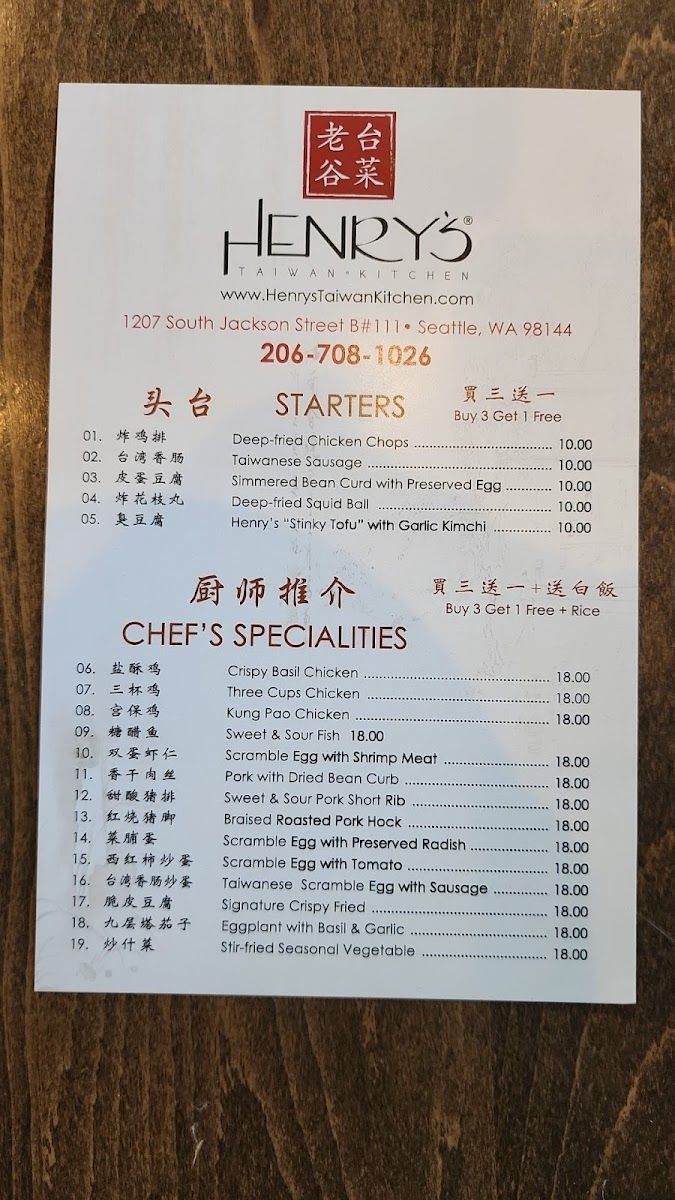 老台
谷菜
HENRY'S®
TAIWAN•KITCHEN
www.HenrysTaiwanKitchen.com
1207 South Jackson Street B#111• Seattle, WA 98144
206-708-1026
头台 STARTERS 買三送一
Buy 3 Get 1 Free
01. 炸鸡排 Deep-fried Chicken Chops 10.00
02. 台湾香肠 Taiwanese Sausage 10.00
03. 皮蛋豆腐 Simmered Bean Curd with Preserved Egg 10.00
04. 炸花枝丸 Deep-fried Squid Ball 10.00
05. 臭豆腐 Henry's “Stinky Tofu” with Garlic Kimchi 10.00
厨师推介 買三送一+送白飯
Buy 3 Get 1 Free + Rice
CHEF'S SPECIALITIES
06. 盐酥鸡 Crispy Basil Chicken 18.00
07. 三杯鸡 Three Cups Chicken 18.00
08. 宫保鸡 Kung Pao Chicken 18.00
09. 糖醋鱼 Sweet & Sour Fish 18.00
10. 双蛋虾仁 Scramble Egg with Shrimp Meat 18.00
11. 香干肉丝 Pork with Dried Bean Curb 18.00
12. 甜酸猪排 Sweet & Sour Pork Short Rib 18.00
13. 红烧猪脚 Braised Roasted Pork Hock 18.00
14. 菜脯蛋 Scramble Egg with Preserved Radish 18.00
15. 西红柿炒蛋 Scramble Egg with Tomato 18.00
16. 台湾香肠炒蛋 Taiwanese Scramble Egg with Sausage 18.00
17. 脆皮豆腐 Signature Crispy Fried 18.00
18. 九层塔茄子 Eggplant with Basil & Garlic 18.00
19. 炒什菜 Stir-fried Seasonal Vegetable 18.00